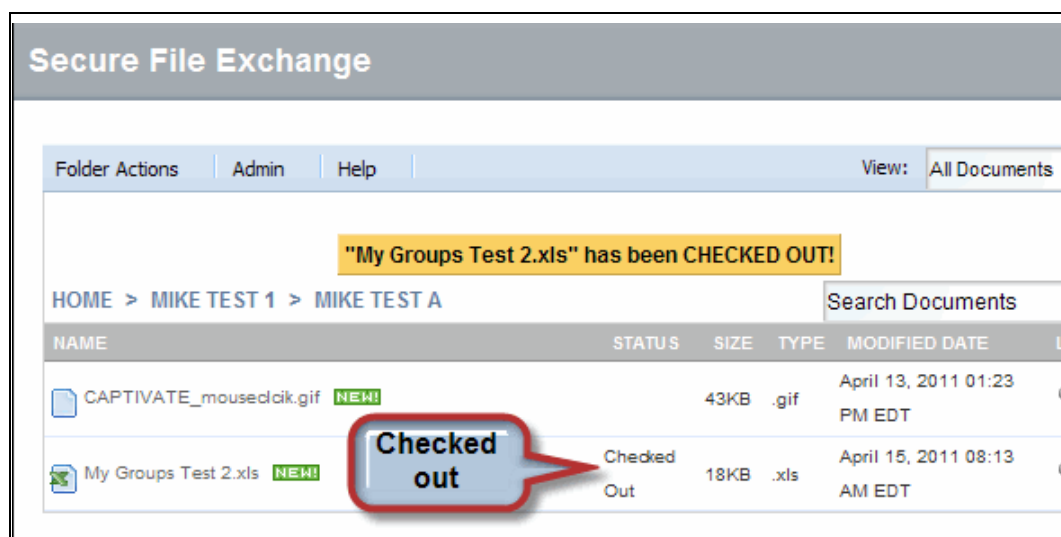 Secure File Exchange
Folder Actions Admin Help View: All Documents
"My Groups Test 2.xls" has been CHECKED OUT!
HOME > MIKE TEST 1 > MIKE TEST A Search Documents
NAME STATUS SIZE TYPE MODIFIED DATE
CAPTIVATE_mouseclcik.gif NEW! 43KB .gif April 13, 2011 01:23
PM EDT
Checked
out
My Groups Test 2.xls NEW! Checked
Out 18KB .xls April 15, 2011 08:13
AM EDT